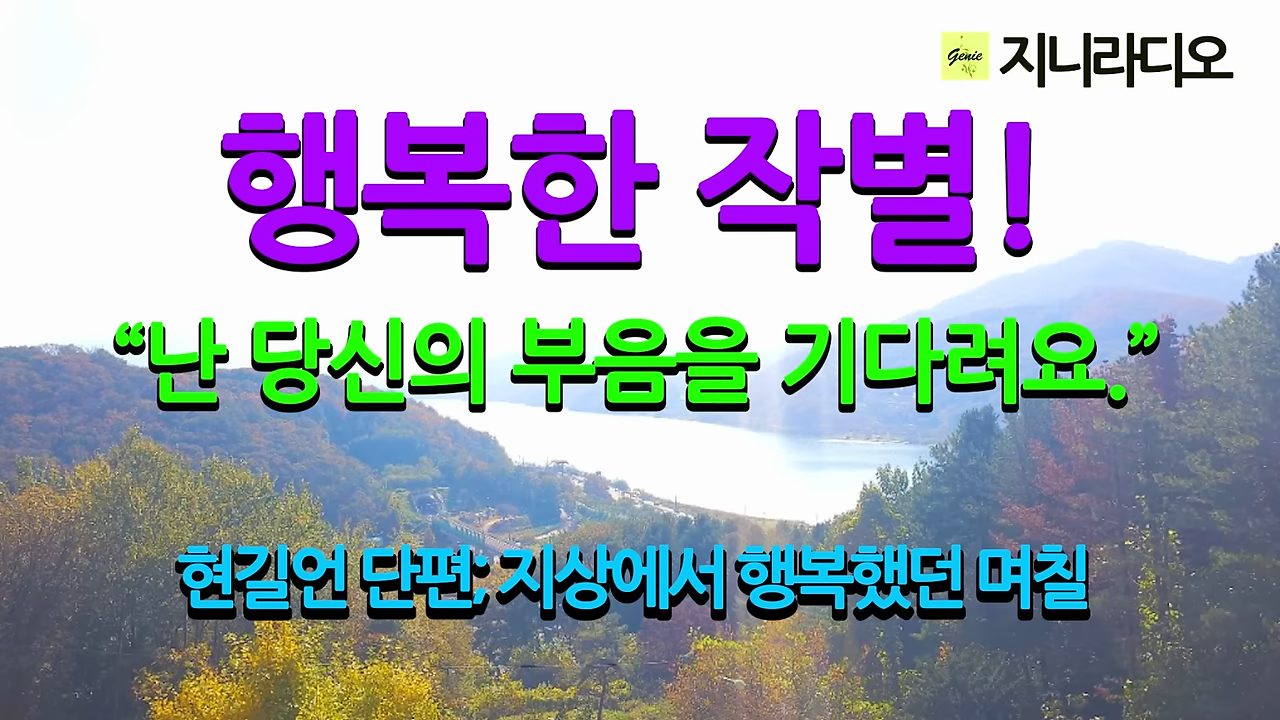 Genie 지니라디오
행복한 작별!
“난 당신의 부음을 기다려요.”
현길언 단편; 지상에서 행복했던 며칠